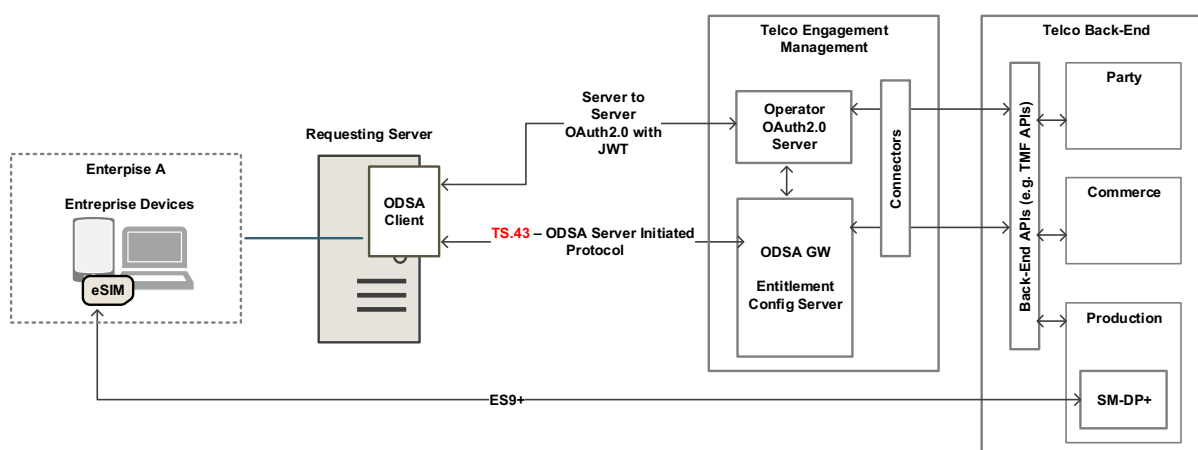 Telco Engagement
Management
Telco Back-End
Party
Operator
OAuth2.0
Server
Server to
Server
OAuth2.0 with
JWT
Requesting Server
Enterpise A
Entreprise Devices
eSIM
ODSA
Client
TS.43 – ODSA Server Initiated
Protocol
ODSA GW
Entitlement
Config Server
Connectors
Back-End APIs (e.g. TMF APIs)
Commerce
Production
SM-DP+
ES9+